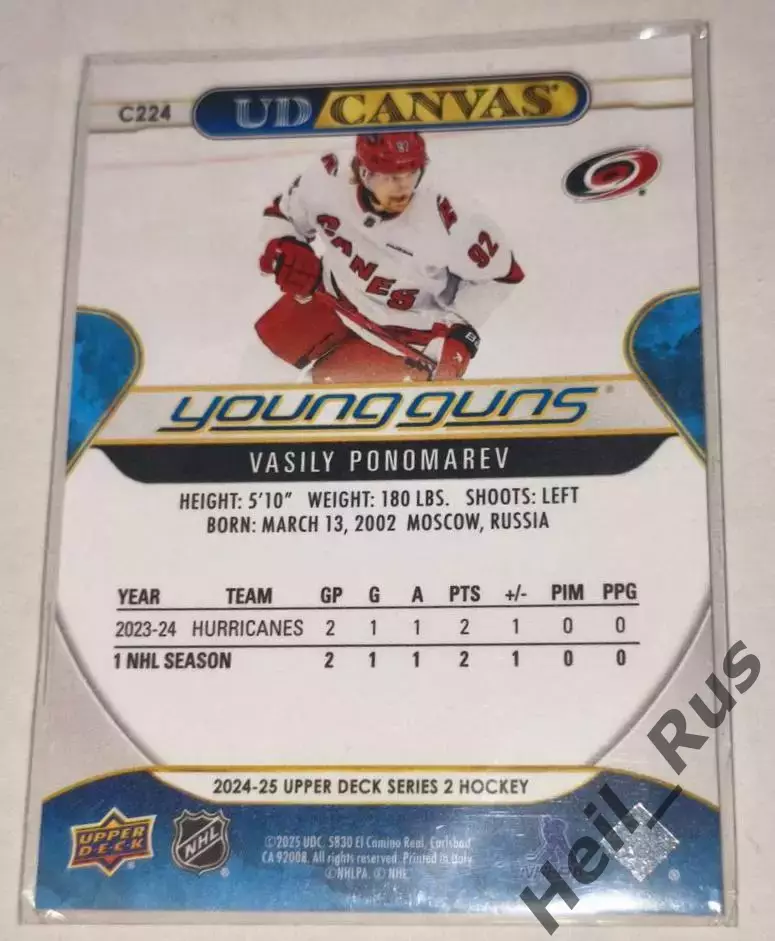 C224
UD CANVAS
92
92
CANES
young guns®
VASILY PONOMAREV
HEIGHT: 5'10" WEIGHT: 180 LBS. SHOOTS: LEFT
BORN: MARCH 13, 2002 MOSCOW, RUSSIA
YEAR TEAM GP G A PTS +/- PIM PPG
2023-24 HURRICANES 2 1 1 2 1 0 0
1 NHL SEASON 2 1 1 2 1 0 0
2024-25 UPPER DECK SERIES 2 HOCKEY
UPPER DECK
NHL
©2025 UDC. 5830 El Camino Real, Carlsbad
CA 92008. All rights reserved. Printed in Italy
©NHLPA. © NHL
Heil_Rus